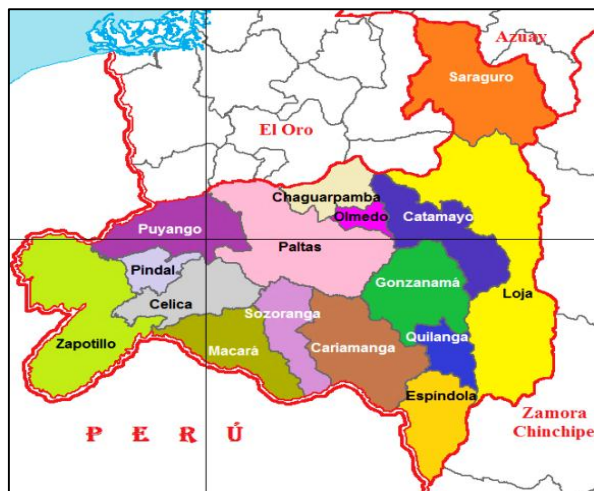 Azuay
Saraguro
El Oro
Chaguarpamba
Olmedo
Catamayo
Puyango
Paltas
Pindal
Gonzanamá
Celica
Loja
Sozoranga
Zapotillo
Macará
Cariamanga
Quilanga
Espíndola
Zamora
Chinchipe
P E R Ú